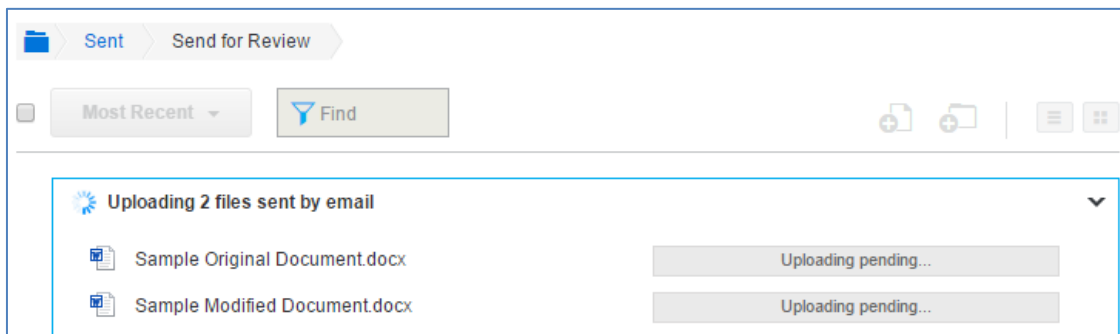 Sent Send for Review
Most Recent Find
Uploading 2 files sent by email
Sample Original Document.docx Uploading pending...
Sample Modified Document.docx Uploading pending...